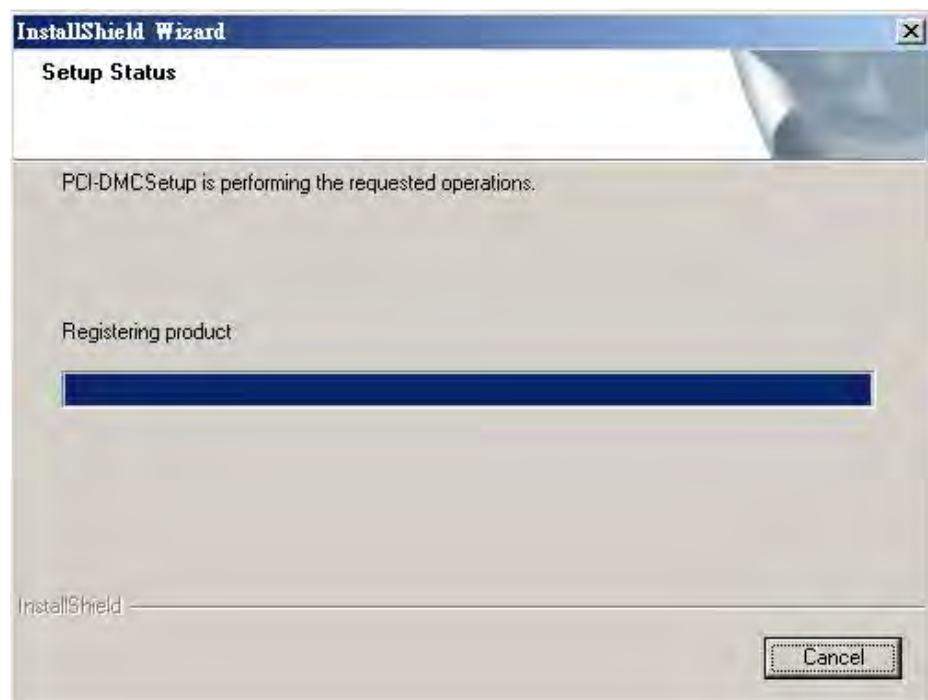 InstallShield Wizard
Setup Status
PCI-DMCSetup is performing the requested operations.
Registering product
InstallShield
Cancel